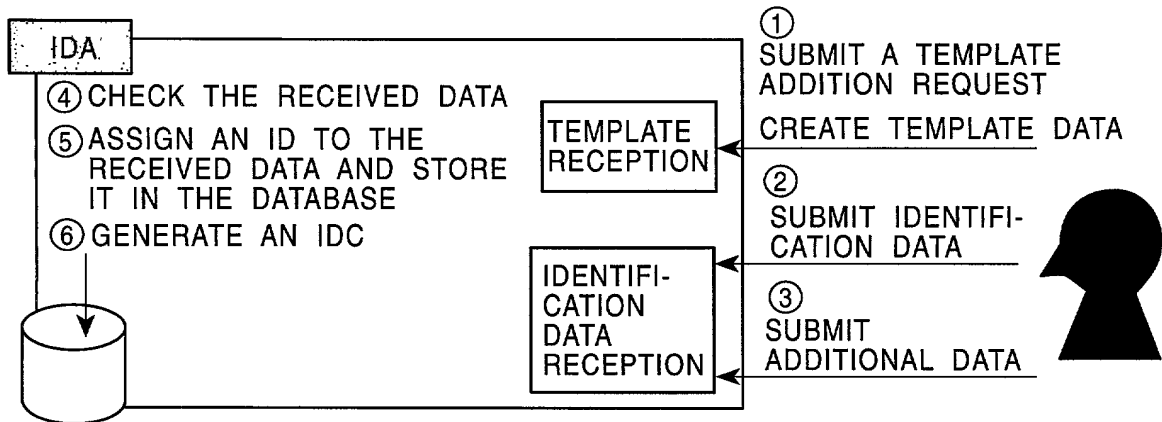 IDA
④ CHECK THE RECEIVED DATA
⑤ ASSIGN AN ID TO THE
RECEIVED DATA AND STORE
IT IN THE DATABASE
⑥ GENERATE AN IDC
TEMPLATE
RECEPTION
IDENTIFI-
CATION
DATA
RECEPTION
①
SUBMIT A TEMPLATE
ADDITION REQUEST
CREATE TEMPLATE DATA
②
SUBMIT IDENTIFI-
CATION DATA
③
SUBMIT
ADDITIONAL DATA